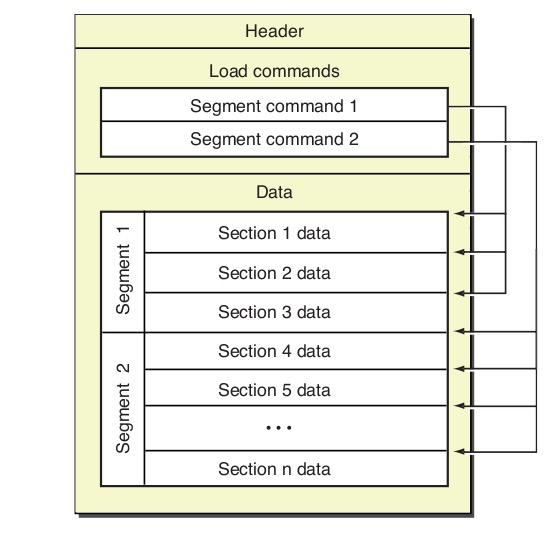 Header
Load commands
Segment command 1
Segment command 2
Data
Segment 1
Section 1 data
Section 2 data
Section 3 data
Segment 2
Section 4 data
Section 5 data
...
Section n data